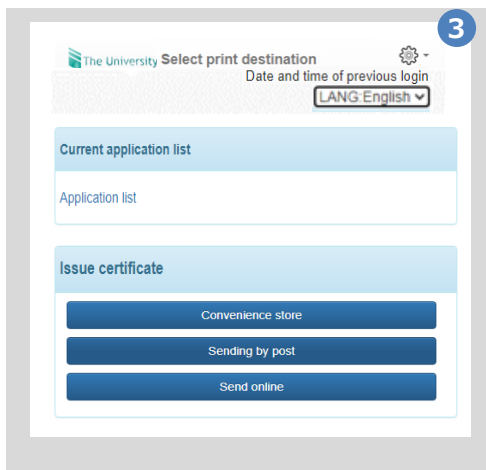 3
The University Select print destination
Date and time of previous login
LANG:English
Current application list
Application list
Issue certificate
Convenience store
Sending by post
Send online